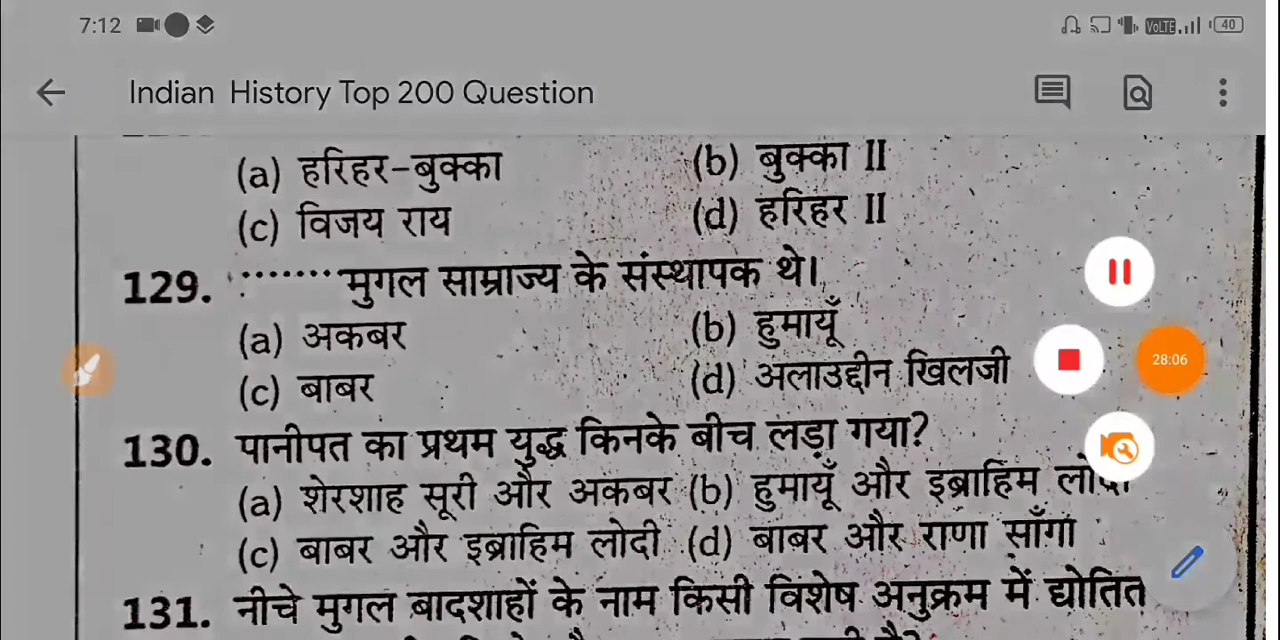 7:12 VoLTE 40
Indian History Top 200 Question
(a) हरिहर-बुक्का (b) बुक्का II
(c) विजय राय (d) हरिहर II
129. ........ मुगल साम्राज्य के संस्थापक थे।
(a) अकबर (b) हुमायूँ
(c) बाबर (d) अलाउद्दीन खिलजी
28:06
130. पानीपत का प्रथम युद्ध किनके बीच लड़ा गया?
(a) शेरशाह सूरी और अकबर (b) हुमायूँ और इब्राहिम
(c) बाबर और इब्राहिम लोदी (d) बाबर और राणा साँगा
131. नीचे मुगल बादशाहों के नाम किसी विशेष अनुक्रम में द्योतित